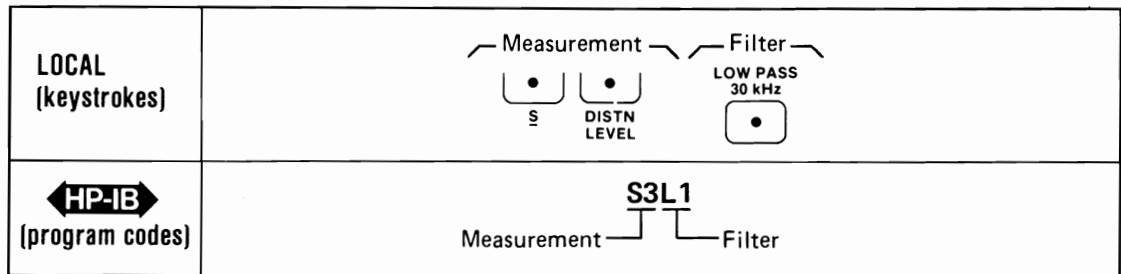 LOCAL
(keystrokes)
Measurement Filter
LOW PASS
30 kHz
S DISTN
LEVEL
HP-IB
(program codes)
S3L1
Measurement Filter